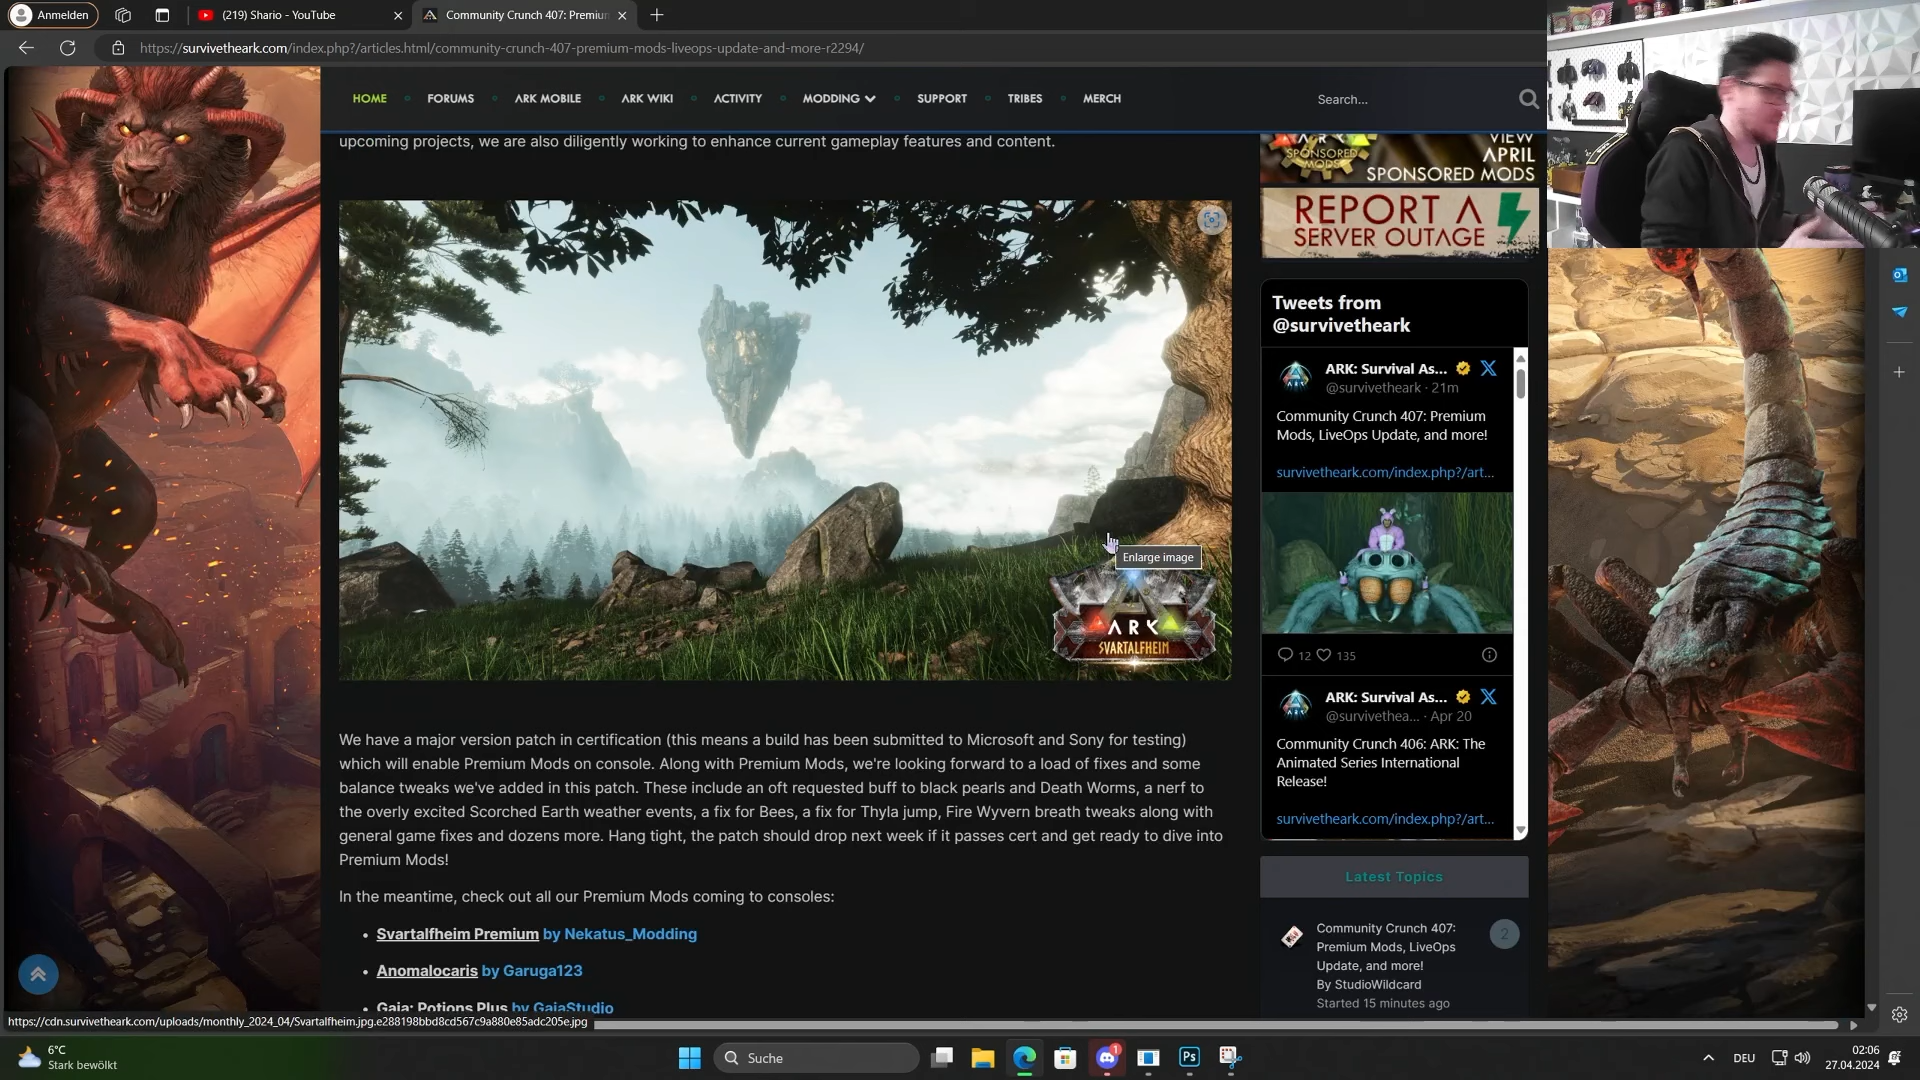 Anmelden
(219) Shario - YouTube
Community Crunch 407: Premium
https://survivetheark.com/index.php?/articles.html/community-crunch-407-premium-mods-liveops-update-and-more-r2294/
HOME
FORUMS
ARK MOBILE
ARK WIKI
ACTIVITY
MODDING
SUPPORT
TRIBES
MERCH
Search...
upcoming projects, we are also diligently working to enhance current gameplay features and content.
Enlarge image
ARK
SVARTALFHEIM
We have a major version patch in certification (this means a build has been submitted to Microsoft and Sony for testing)
which will enable Premium Mods on console. Along with Premium Mods, we're looking forward to a load of fixes and some
balance tweaks we've added in this patch. These include an oft requested buff to black pearls and Death Worms, a nerf to
the overly excited Scorched Earth weather events, a fix for Bees, a fix for Thyla jump, Fire Wyvern breath tweaks along with
general game fixes and dozens more. Hang tight, the patch should drop next week if it passes cert and get ready to dive into
Premium Mods!
In the meantime, check out all our Premium Mods coming to consoles:
• Svartalfheim Premium by Nekatus_Modding
• Anomalocaris by Garuga123
• Gaia: Potions Plus by GaiaStudio
ARK
SPONSORED
MODS
VIEW
APRIL
SPONSORED MODS
REPORT A
SERVER OUTAGE
Tweets from
@survivetheark
ARK: Survival As...
@survivetheark · 21m
Community Crunch 407: Premium
Mods, LiveOps Update, and more!
survivetheark.com/index.php?/art...
12 135
ARK: Survival As...
@survivethea... · Apr 20
Community Crunch 406: ARK: The
Animated Series International
Release!
survivetheark.com/index.php?/art...
Latest Topics
Community Crunch 407:
Premium Mods, LiveOps
Update, and more!
By StudioWildcard
Started 15 minutes ago
2
https://cdn.survivetheark.com/uploads/monthly_2024_04/Svartalfheim.jpg.e288198bbd8cd567c9a880e85adc205e.jpg
6°C
Stark bewölkt
Suche
1
Ps
DEU
02:06
27.04.2024